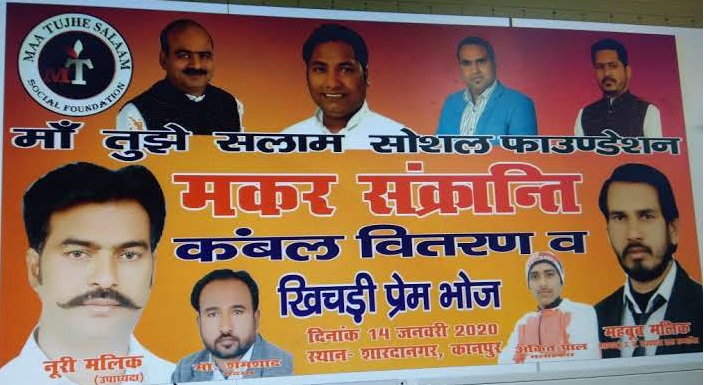 MAA TUJHE SALAAM
SOCIAL FOUNDATION
MT
माँ तुझे सलाम सोशल फाउण्डेशन
मकर संक्रान्ति
कंबल वितरण व
खिचड़ी प्रेम भोज
दिनांक 14 जनवरी 2020
स्थान- शारदानगर, कानपुर
नूरी मलिक
(उपाध्यक्ष)
मो. शमशाद
अंकित पाल
महबूब मलिक